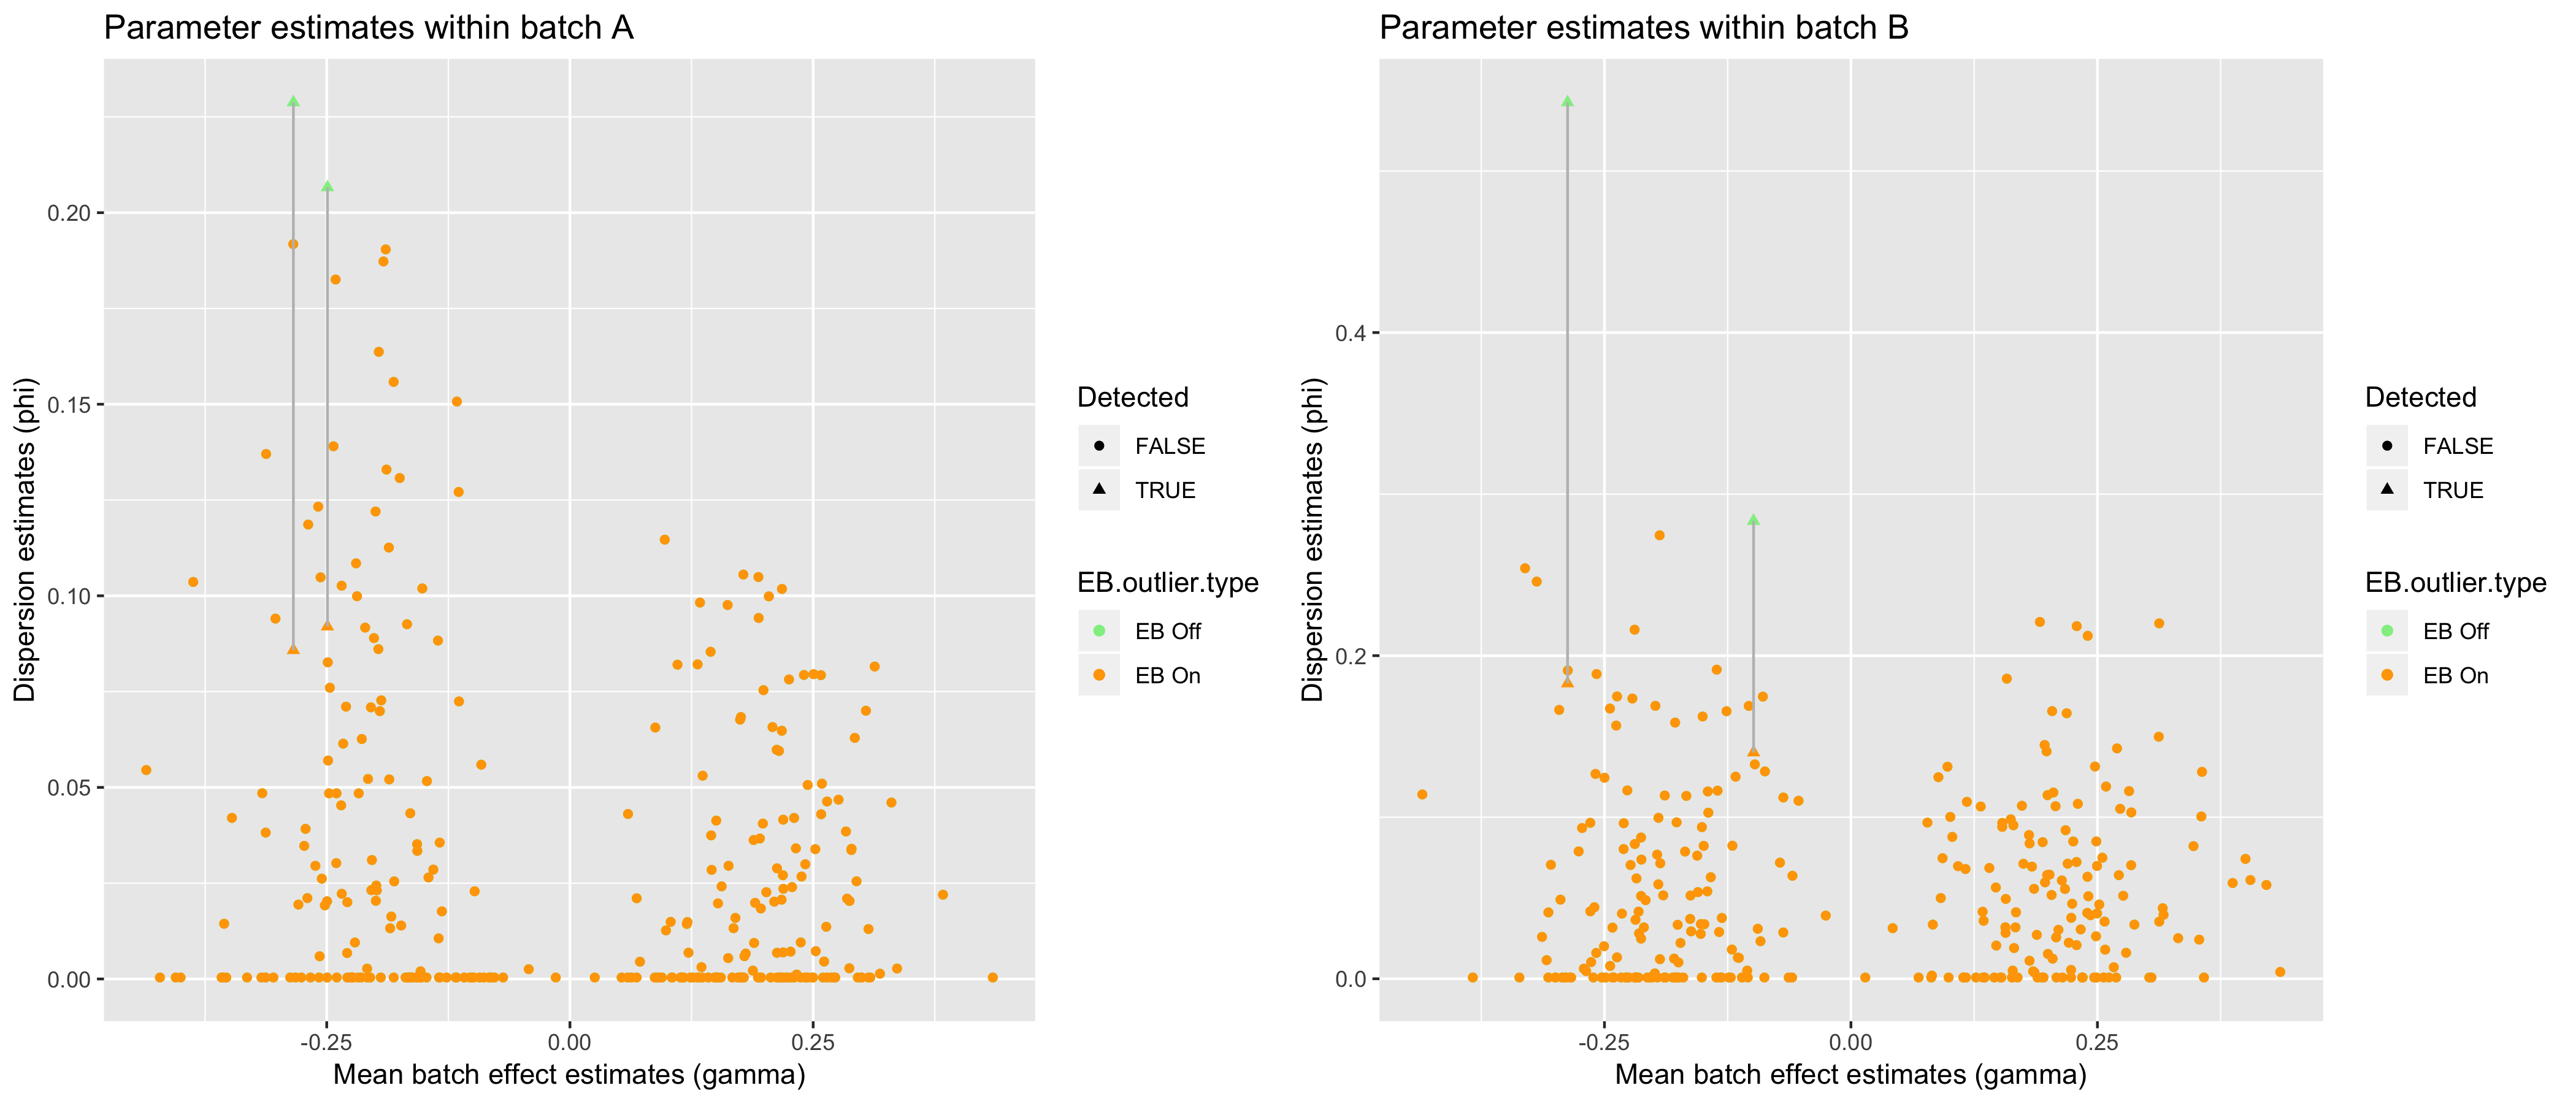 Parameter estimates within batch A
Dispersion estimates (phi)
0.20
0.15
0.10
0.05
0.00
-0.25
0.00
0.25
Mean batch effect estimates (gamma)
Detected
FALSE
TRUE
EB.outlier.type
EB Off
EB On
Parameter estimates within batch B
Dispersion estimates (phi)
0.4
0.2
0.0
-0.25
0.00
0.25
Mean batch effect estimates (gamma)
Detected
FALSE
TRUE
EB.outlier.type
EB Off
EB On